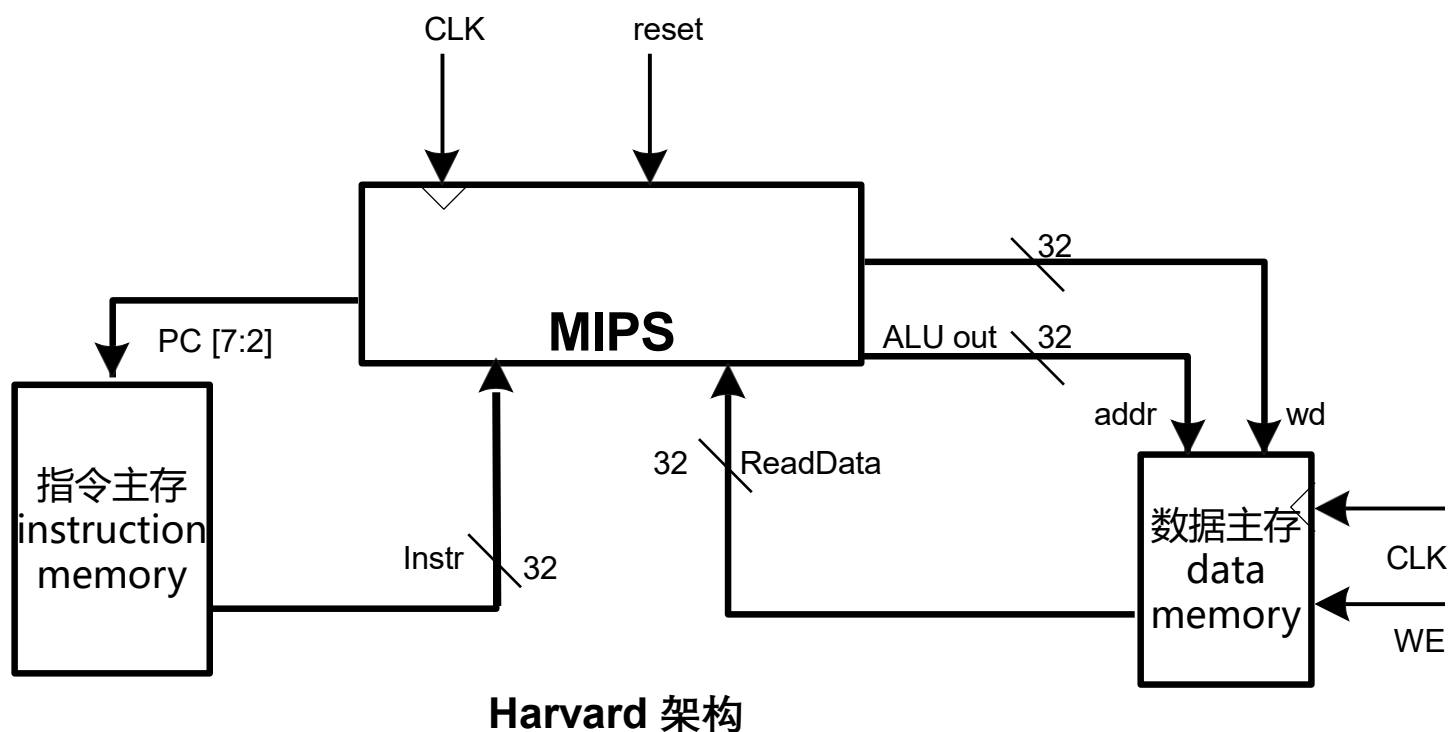 CLK
reset
32
MIPS
PC [7:2]
ALU out
32
addr
wd
指令主存
instruction
memory
Instr
32
32
ReadData
数据主存
data
memory
CLK
WE
Harvard 架构